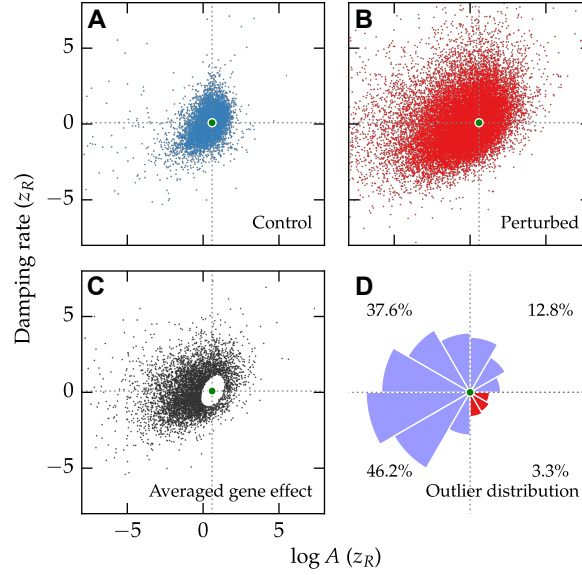 A
B
5
0
−5
Control
Perturbed
Damping rate (z_R)
C
D
5
0
−5
−5
0
5
Averaged gene effect
37.6%
12.8%
46.2%
3.3%
Outlier distribution
log A (z_R)